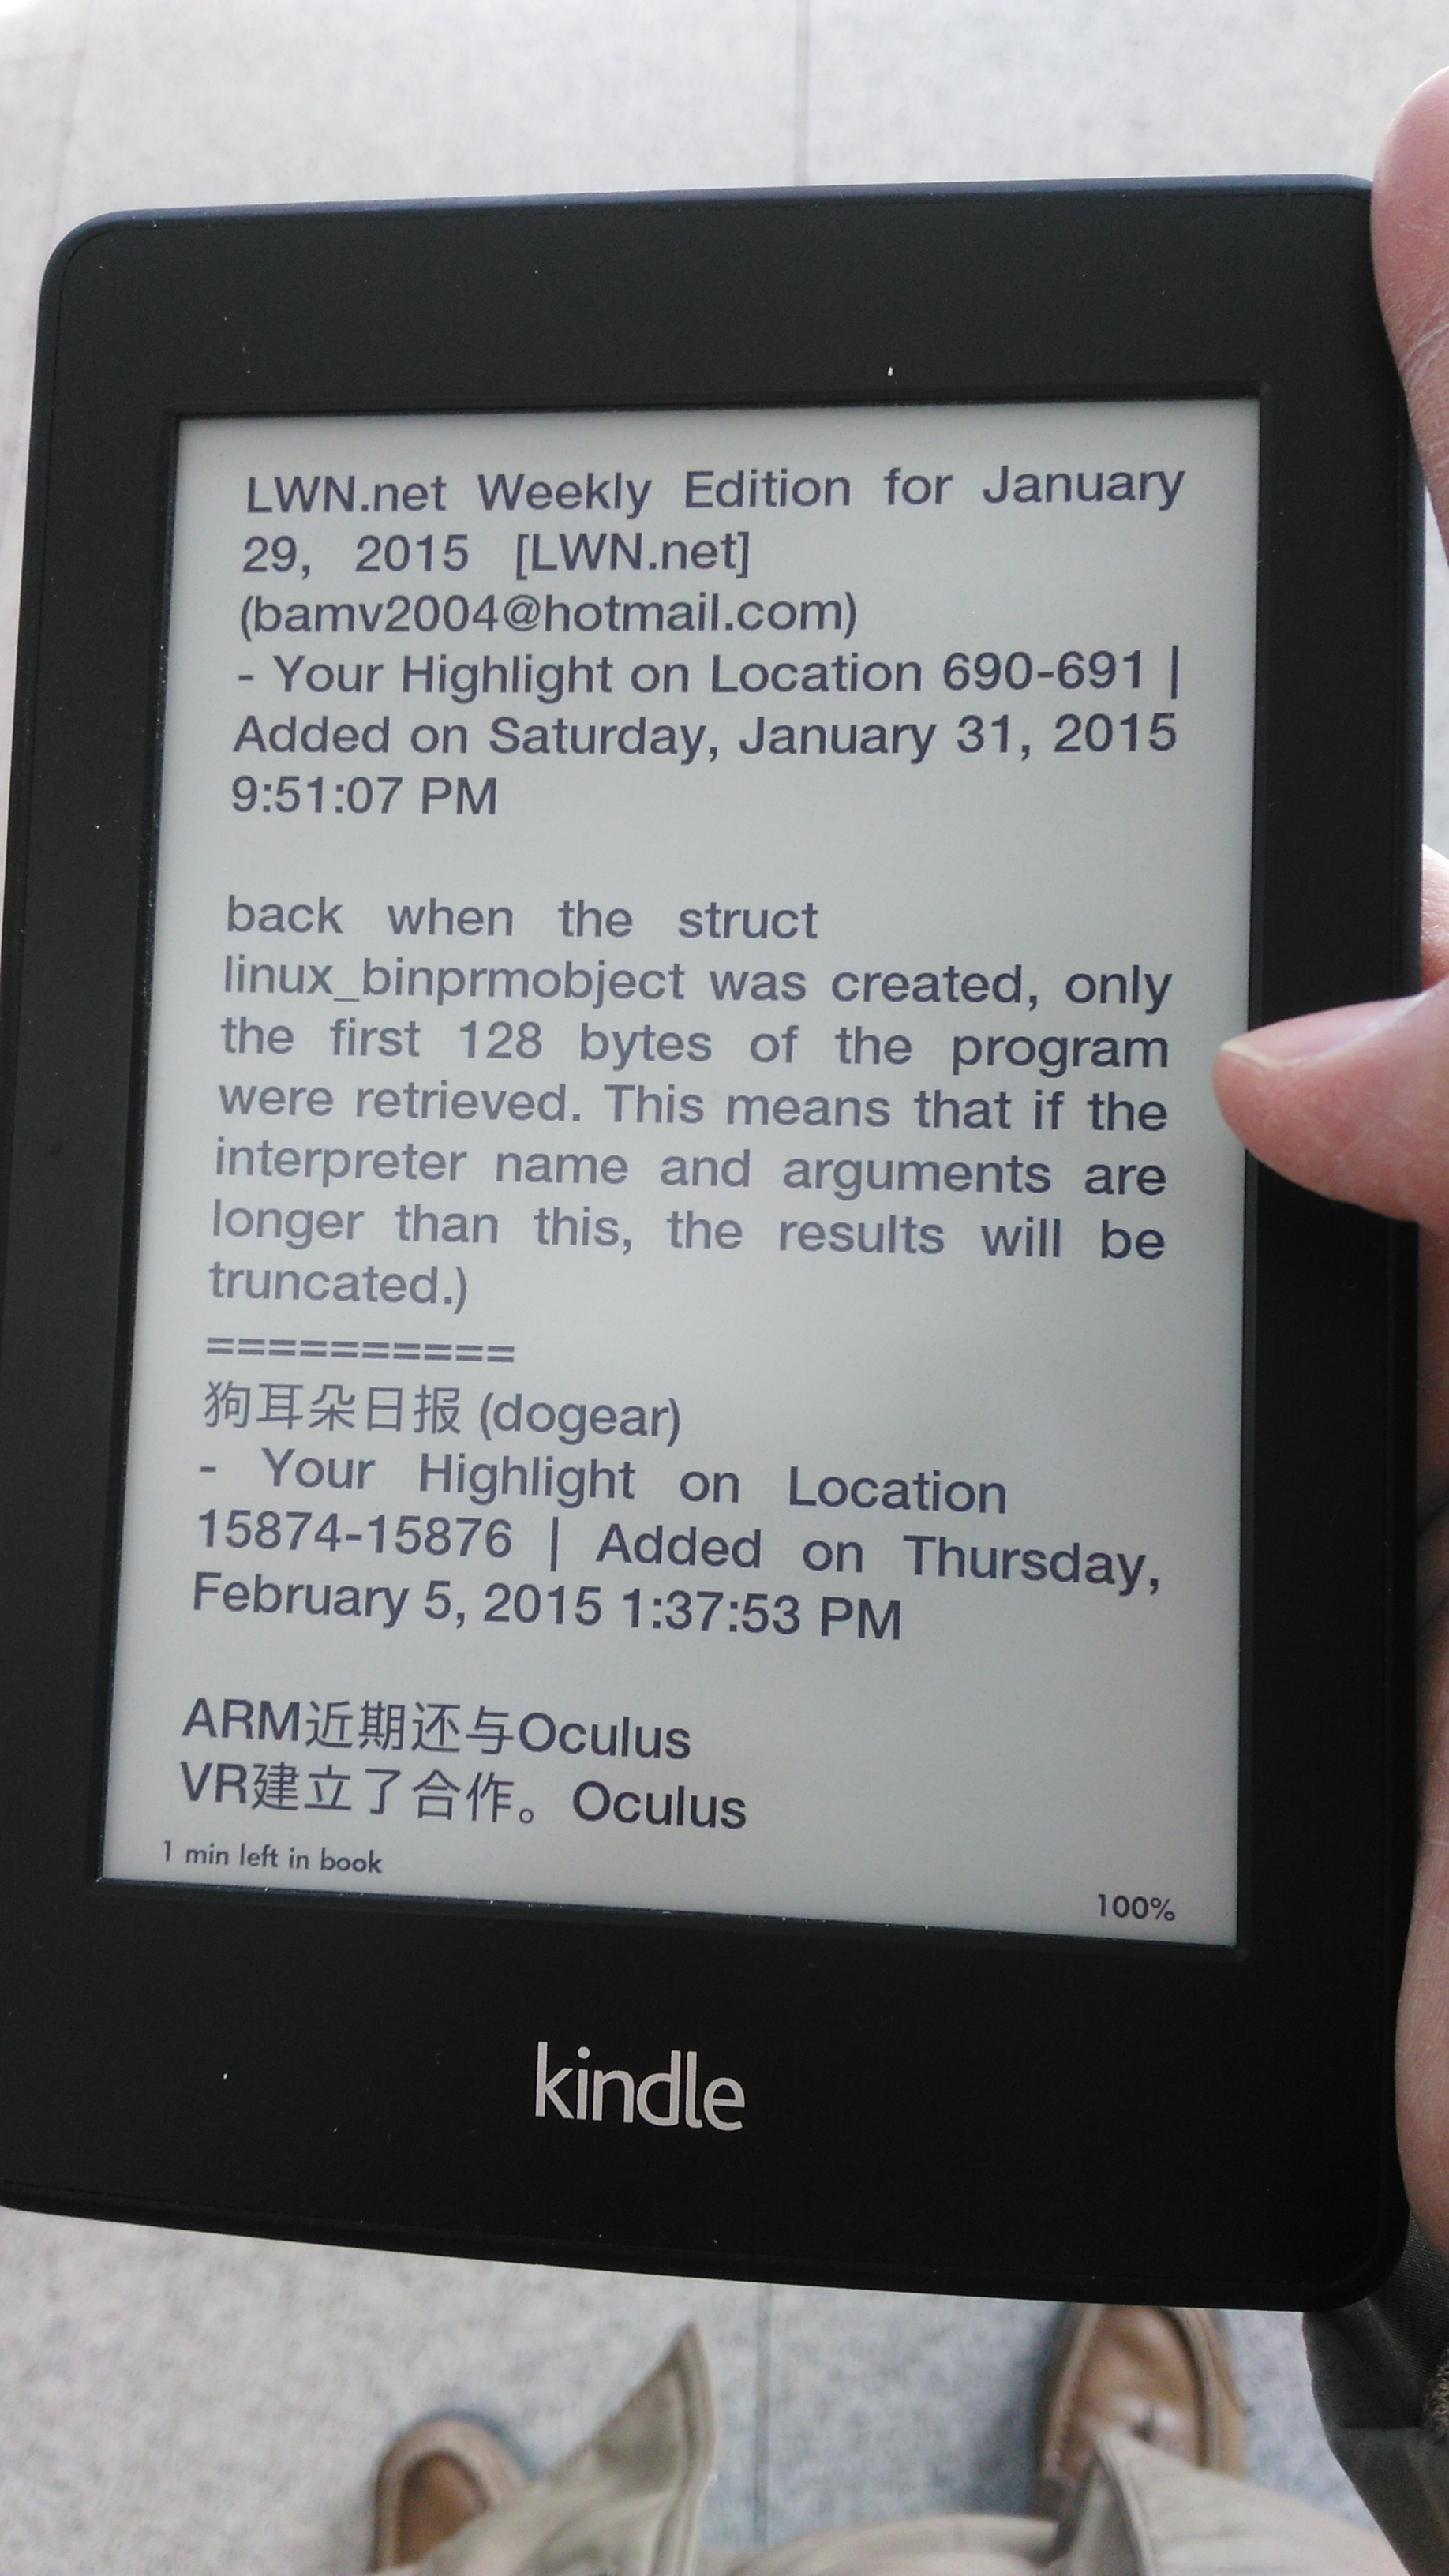 LWN.net Weekly Edition for January
29, 2015 [LWN.net]
(bamv2004@hotmail.com)
- Your Highlight on Location 690-691 |
Added on Saturday, January 31, 2015
9:51:07 PM
back when the struct
linux_binprmobject was created, only
the first 128 bytes of the program
were retrieved. This means that if the
interpreter name and arguments are
longer than this, the results will be
truncated.)
==========
狗耳朵日报 (dogear)
- Your Highlight on Location
15874-15876 | Added on Thursday,
February 5, 2015 1:37:53 PM
ARM近期还与Oculus
VR建立了合作。Oculus
1 min left in book
100%
kindle